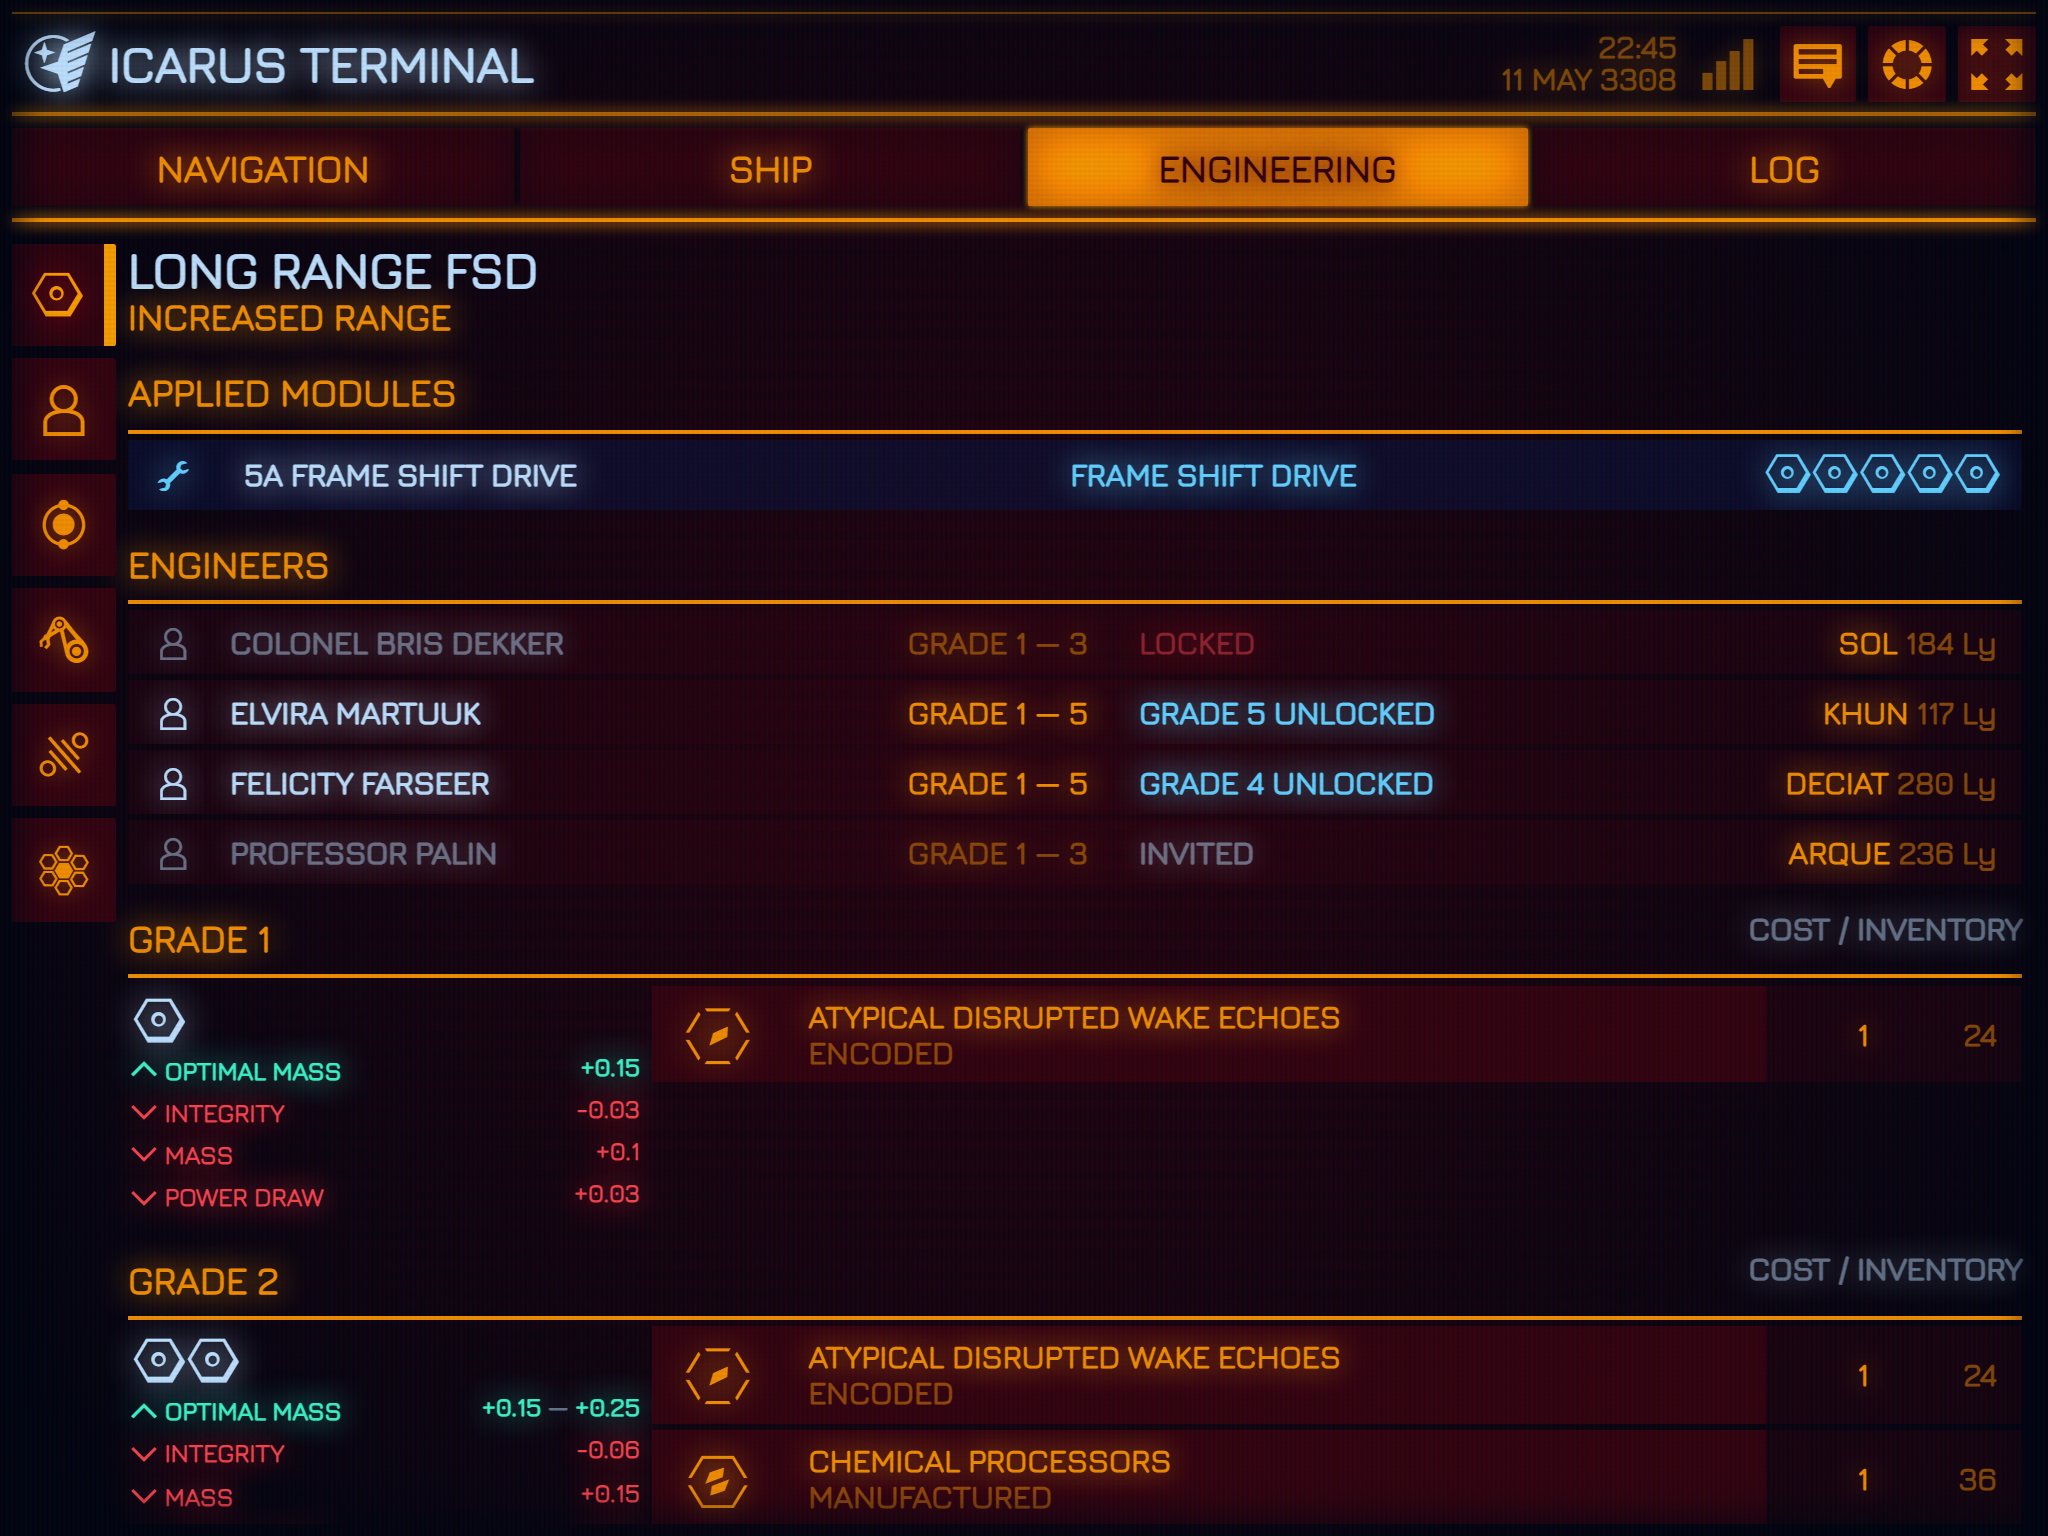 ICARUS TERMINAL
22:45
11 MAY 3308
NAVIGATION SHIP ENGINEERING LOG
LONG RANGE FSD
INCREASED RANGE
APPLIED MODULES
5A FRAME SHIFT DRIVE FRAME SHIFT DRIVE
ENGINEERS
COLONEL BRIS DEKKER GRADE 1 — 3 LOCKED SOL 184 Ly
ELVIRA MARTUUK GRADE 1 — 5 GRADE 5 UNLOCKED KHUN 117 Ly
FELICITY FARSEER GRADE 1 — 5 GRADE 4 UNLOCKED DECIAT 280 Ly
PROFESSOR PALIN GRADE 1 — 3 INVITED ARQUE 236 Ly
GRADE 1 COST / INVENTORY
OPTIMAL MASS +0.15
INTEGRITY -0.03
MASS +0.1
POWER DRAW +0.03
ATYPICAL DISRUPTED WAKE ECHOES 1 24
ENCODED
GRADE 2 COST / INVENTORY
OPTIMAL MASS +0.15 — +0.25
INTEGRITY -0.06
MASS +0.15
ATYPICAL DISRUPTED WAKE ECHOES 1 24
ENCODED
CHEMICAL PROCESSORS 1 36
MANUFACTURED